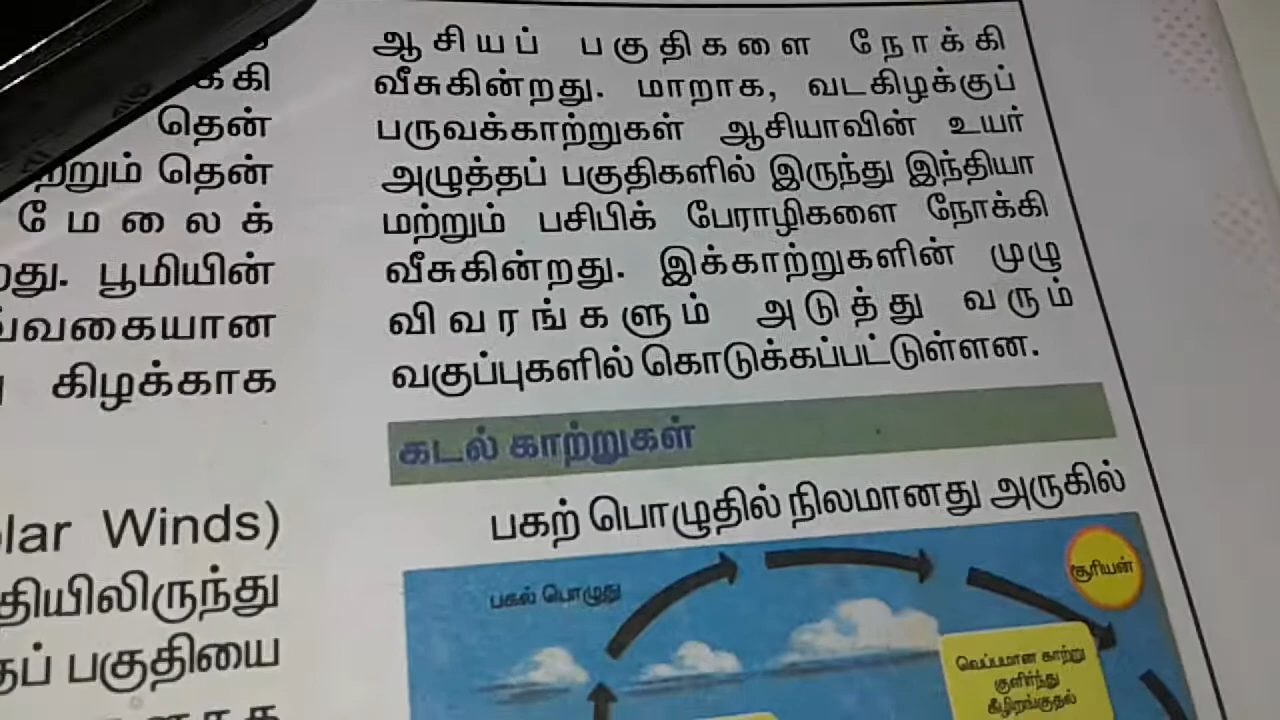 க்கி
தென்
தென்
மேலைக்
பூமியின்
கிழக்காக
Winds)
பகுதியை
ஆசியப் பகுதிகளை நோக்கி
வீசுகின்றது. மாறாக, வடகிழக்குப்
பருவக்காற்றுகள் ஆசியாவின் உயர்
அழுத்தப் பகுதிகளில் இருந்து இந்தியா
மற்றும் பசிபிக் பேராழிகளை நோக்கி
வீசுகின்றது. இக்காற்றுகளின் முழு
விவரங்களும் அடுத்து வரும்
வகுப்புகளில் கொடுக்கப்பட்டுள்ளன.
கடல் காற்றுகள்
பகற் பொழுதில் நிலமானது அருகில்
பகல் பொழுது
சூரியன்
வெப்பமான காற்று
குளிர்ந்து
கீழிறங்குதல்